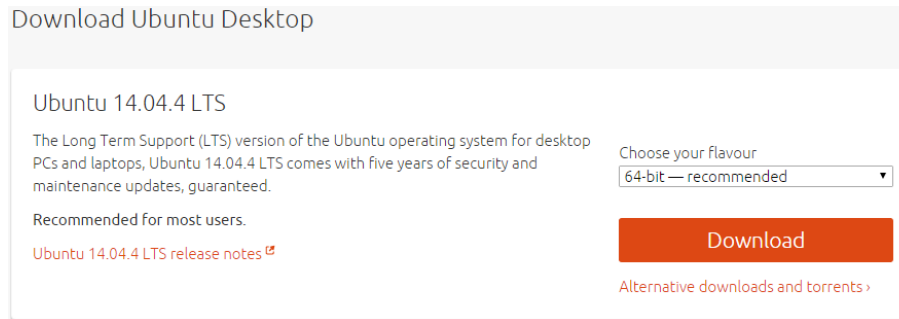 Download Ubuntu Desktop
Ubuntu 14.04.4 LTS
The Long Term Support (LTS) version of the Ubuntu operating system for desktop
PCs and laptops, Ubuntu 14.04.4 LTS comes with five years of security and
maintenance updates, guaranteed.
Recommended for most users.
Ubuntu 14.04.4 LTS release notes
Choose your flavour
64-bit — recommended
Download
Alternative downloads and torrents ›